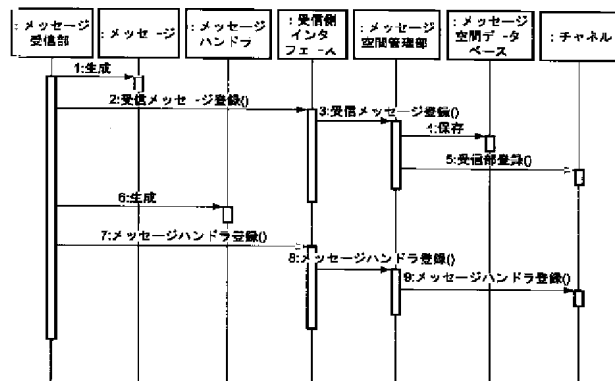 : メッセージ
受信部
: メッセージ
: メッセージ
ハンドラ
: 受信側
インタ
フェース
: メッセージ
空間管理部
: メッセージ
空間データ
ベース
: チャネル
1:生成
2:受信メッセージ登録()
3:受信メッセージ登録()
4:保存
5:受信部登録()
6:生成
7:メッセージハンドラ登録()
8:メッセージハンドラ登録()
9:メッセージハンドラ登録()